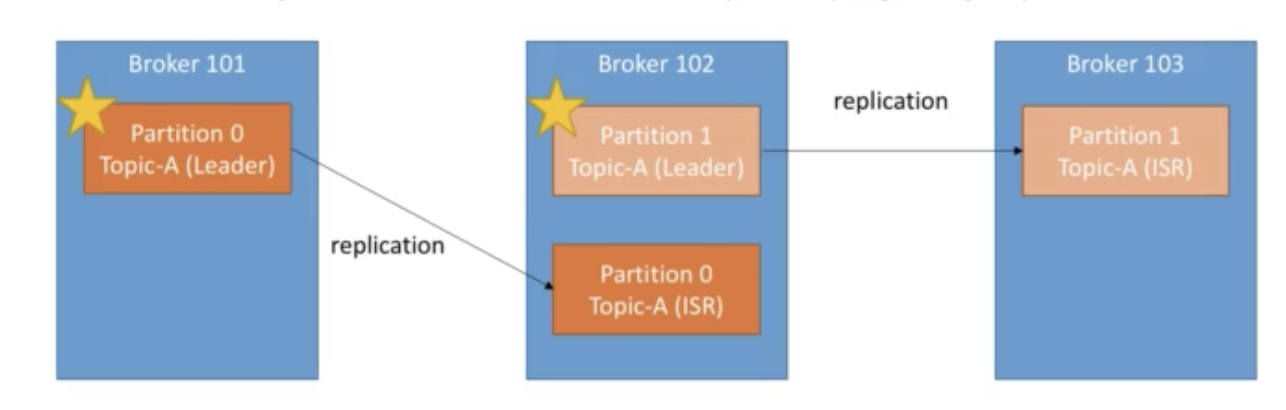 Broker 101
Partition 0
Topic-A (Leader)
replication
Broker 102
Partition 1
Topic-A (Leader)
Partition 0
Topic-A (ISR)
replication
Broker 103
Partition 1
Topic-A (ISR)